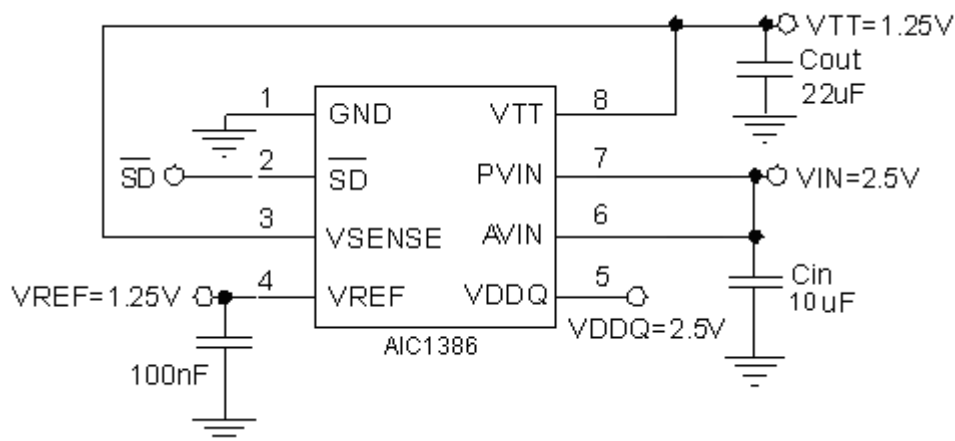 VTT=1.25V
Cout
22uF
1
GND
VTT
8
SD
2
SD
PVIN
7
VIN=2.5V
3
VSENSE
AVIN
6
VREF=1.25V
4
VREF
VDDQ
5
Cin
10uF
VDDQ=2.5V
AIC1386
100nF